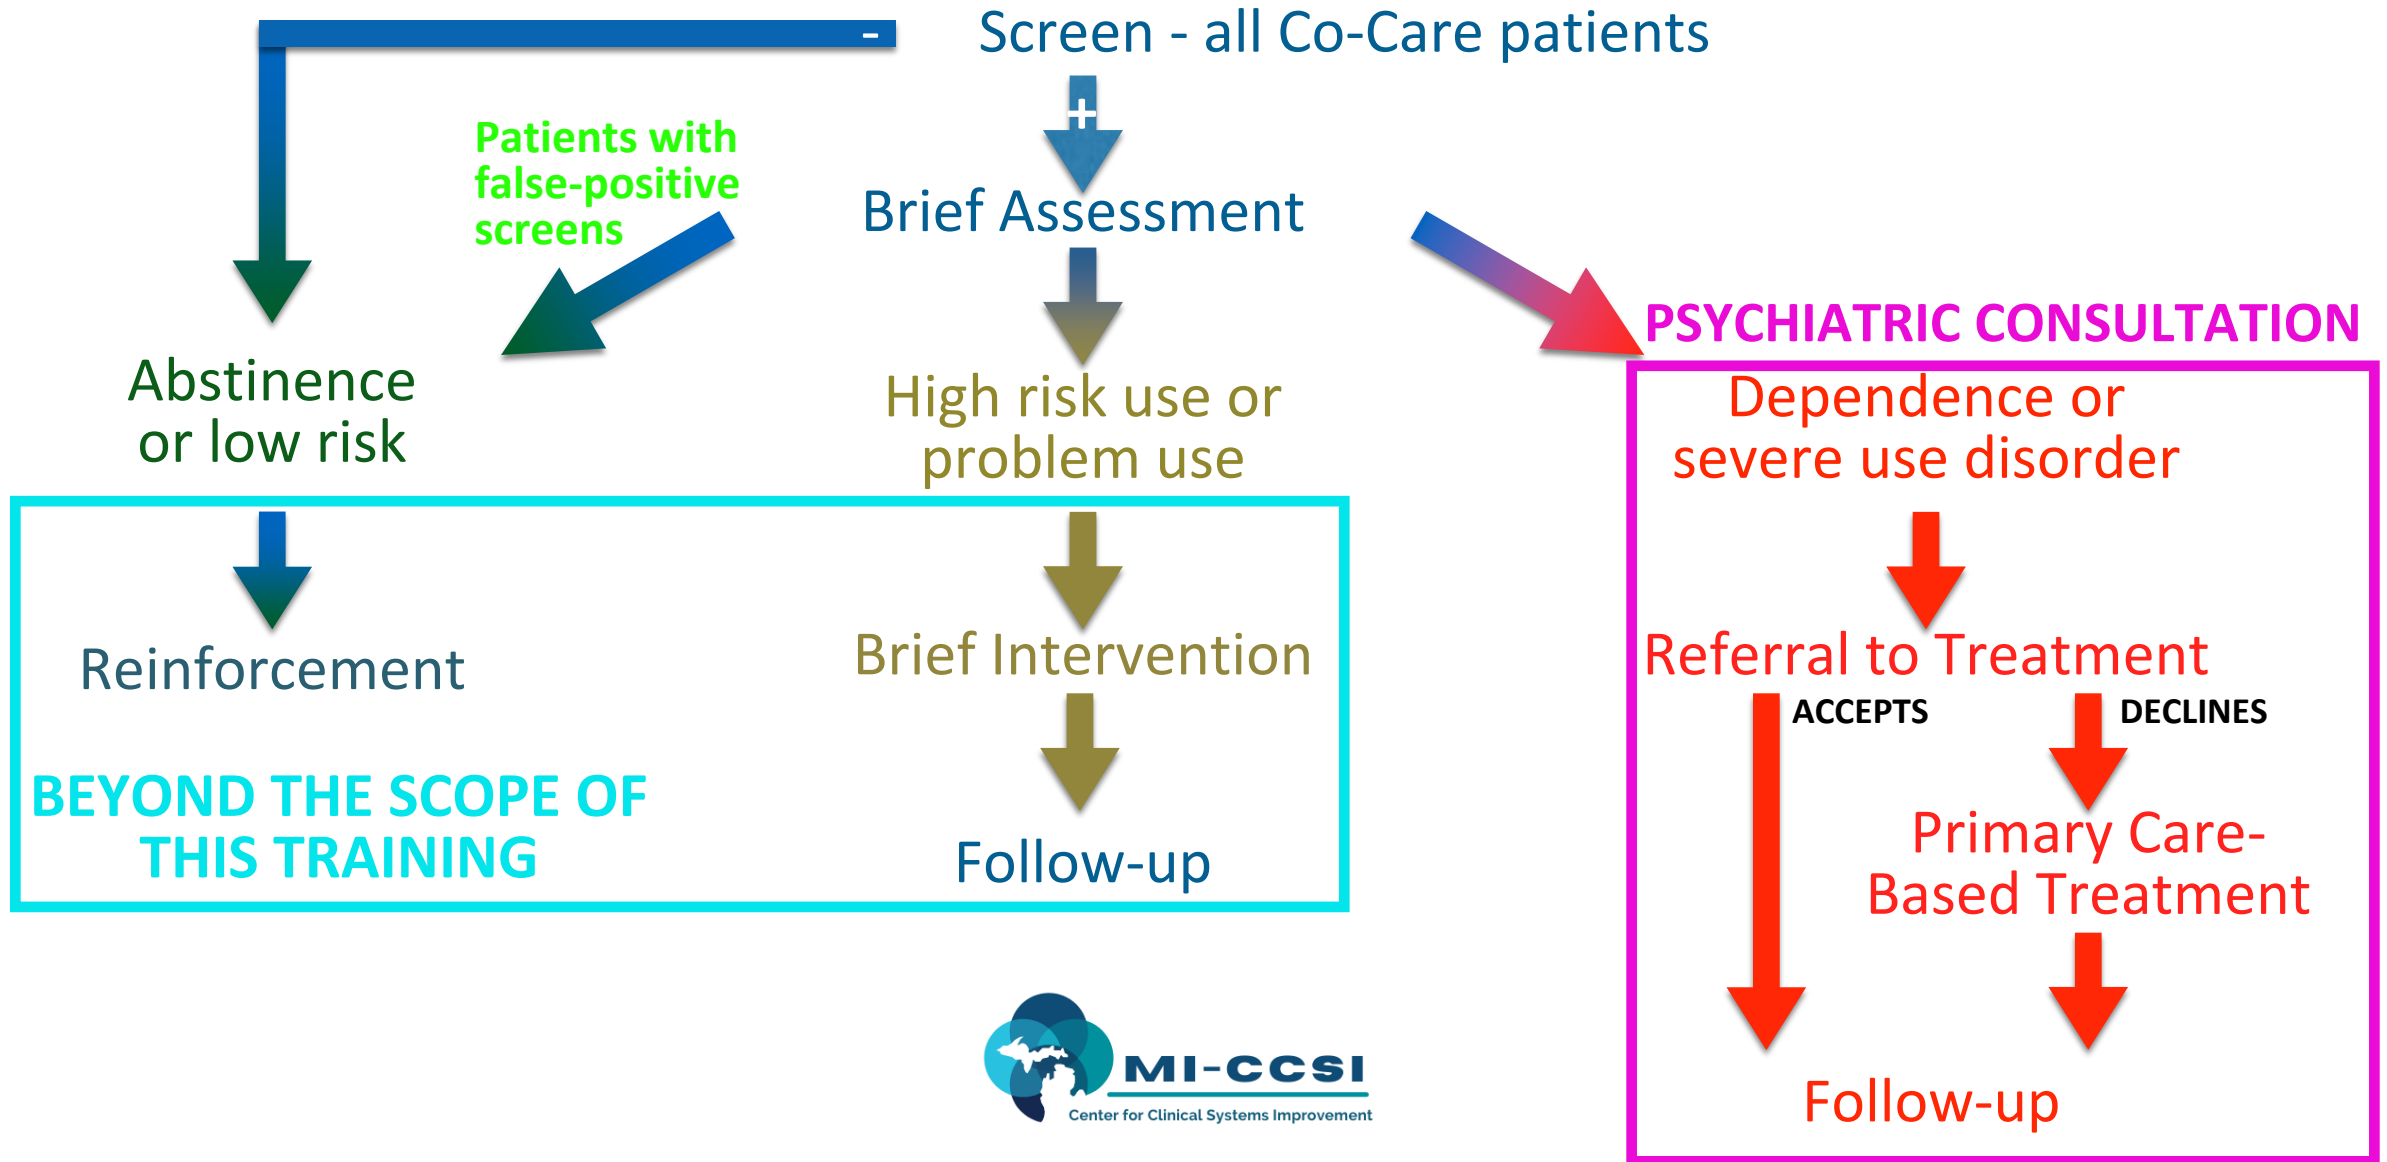 -
Screen - all Co-Care patients
+
Patients with
false-positive
screens
Brief Assessment
Abstinence
or low risk
High risk use or
problem use
PSYCHIATRIC CONSULTATION
Dependence or
severe use disorder
Reinforcement
Brief Intervention
Referral to Treatment
ACCEPTS
DECLINES
BEYOND THE SCOPE OF
THIS TRAINING
Follow-up
Primary Care-
Based Treatment
Follow-up
MI-CCSI
Center for Clinical Systems Improvement